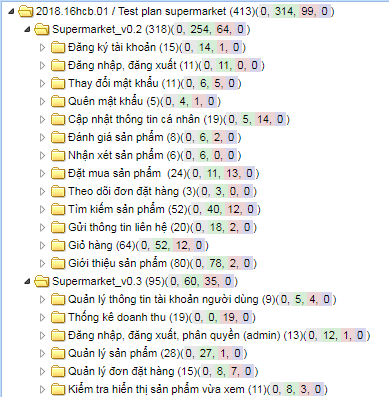 2018.16hcb.01 / Test plan supermarket (413)(0, 314, 99, 0)
Supermarket_v0.2 (318)(0, 254, 64, 0)
Đăng ký tài khoản (15)(0, 14, 1, 0)
Đăng nhập, đăng xuất (11)(0, 11, 0, 0)
Thay đổi mật khẩu (11)(0, 6, 5, 0)
Quên mật khẩu (5)(0, 4, 1, 0)
Cập nhật thông tin cá nhân (19)(0, 5, 14, 0)
Đánh giá sản phẩm (8)(0, 6, 2, 0)
Nhận xét sản phẩm (6)(0, 6, 0, 0)
Đặt mua sản phẩm (24)(0, 11, 13, 0)
Theo dõi đơn đặt hàng (3)(0, 3, 0, 0)
Tìm kiếm sản phẩm (52)(0, 40, 12, 0)
Gửi thông tin liên hệ (20)(0, 18, 2, 0)
Giỏ hàng (64)(0, 52, 12, 0)
Giới thiệu sản phẩm (80)(0, 78, 2, 0)
Supermarket_v0.3 (95)(0, 60, 35, 0)
Quản lý thông tin tài khoản người dùng (9)(0, 5, 4, 0)
Thống kê doanh thu (19)(0, 0, 19, 0)
Đăng nhập, đăng xuất, phân quyền (admin) (13)(0, 12, 1, 0)
Quản lý sản phẩm (28)(0, 27, 1, 0)
Quản lý đơn đặt hàng (15)(0, 8, 7, 0)
Kiểm tra hiển thị sản phẩm vừa xem (11)(0, 8, 3, 0)